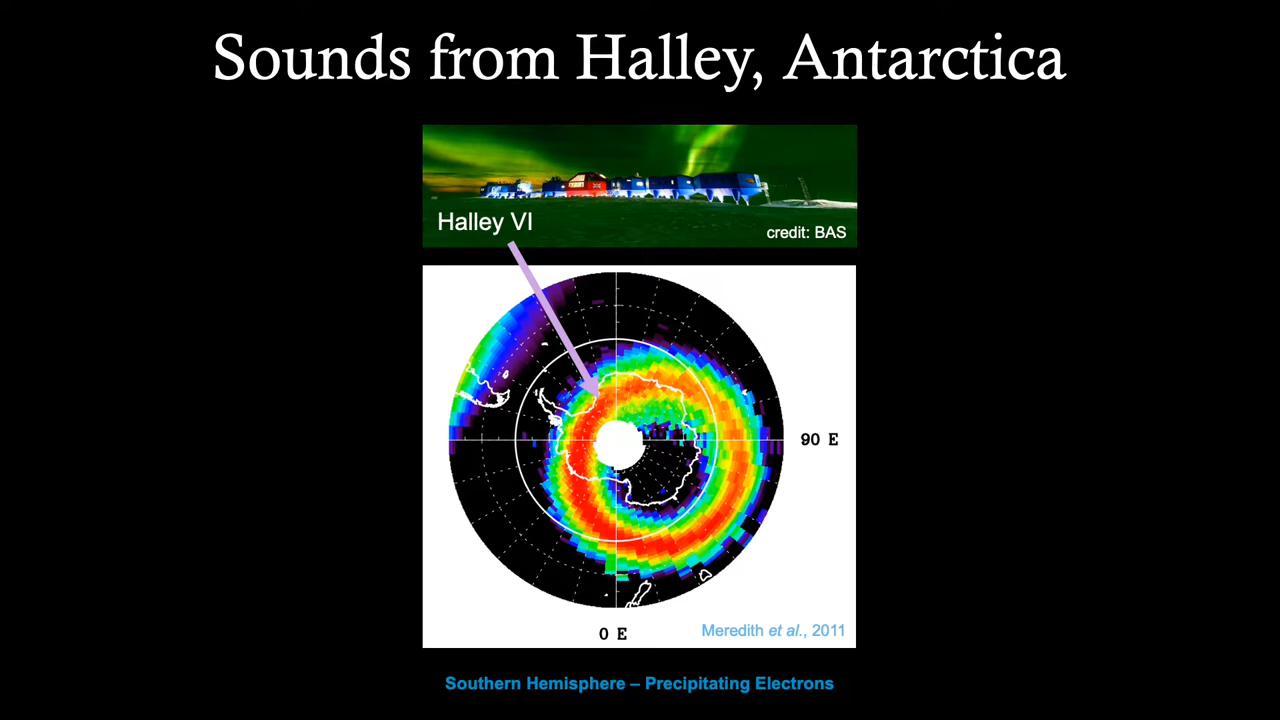 Sounds from Halley, Antarctica
Halley VI
credit: BAS
90 E
0 E
Meredith et al., 2011
Southern Hemisphere – Precipitating Electrons